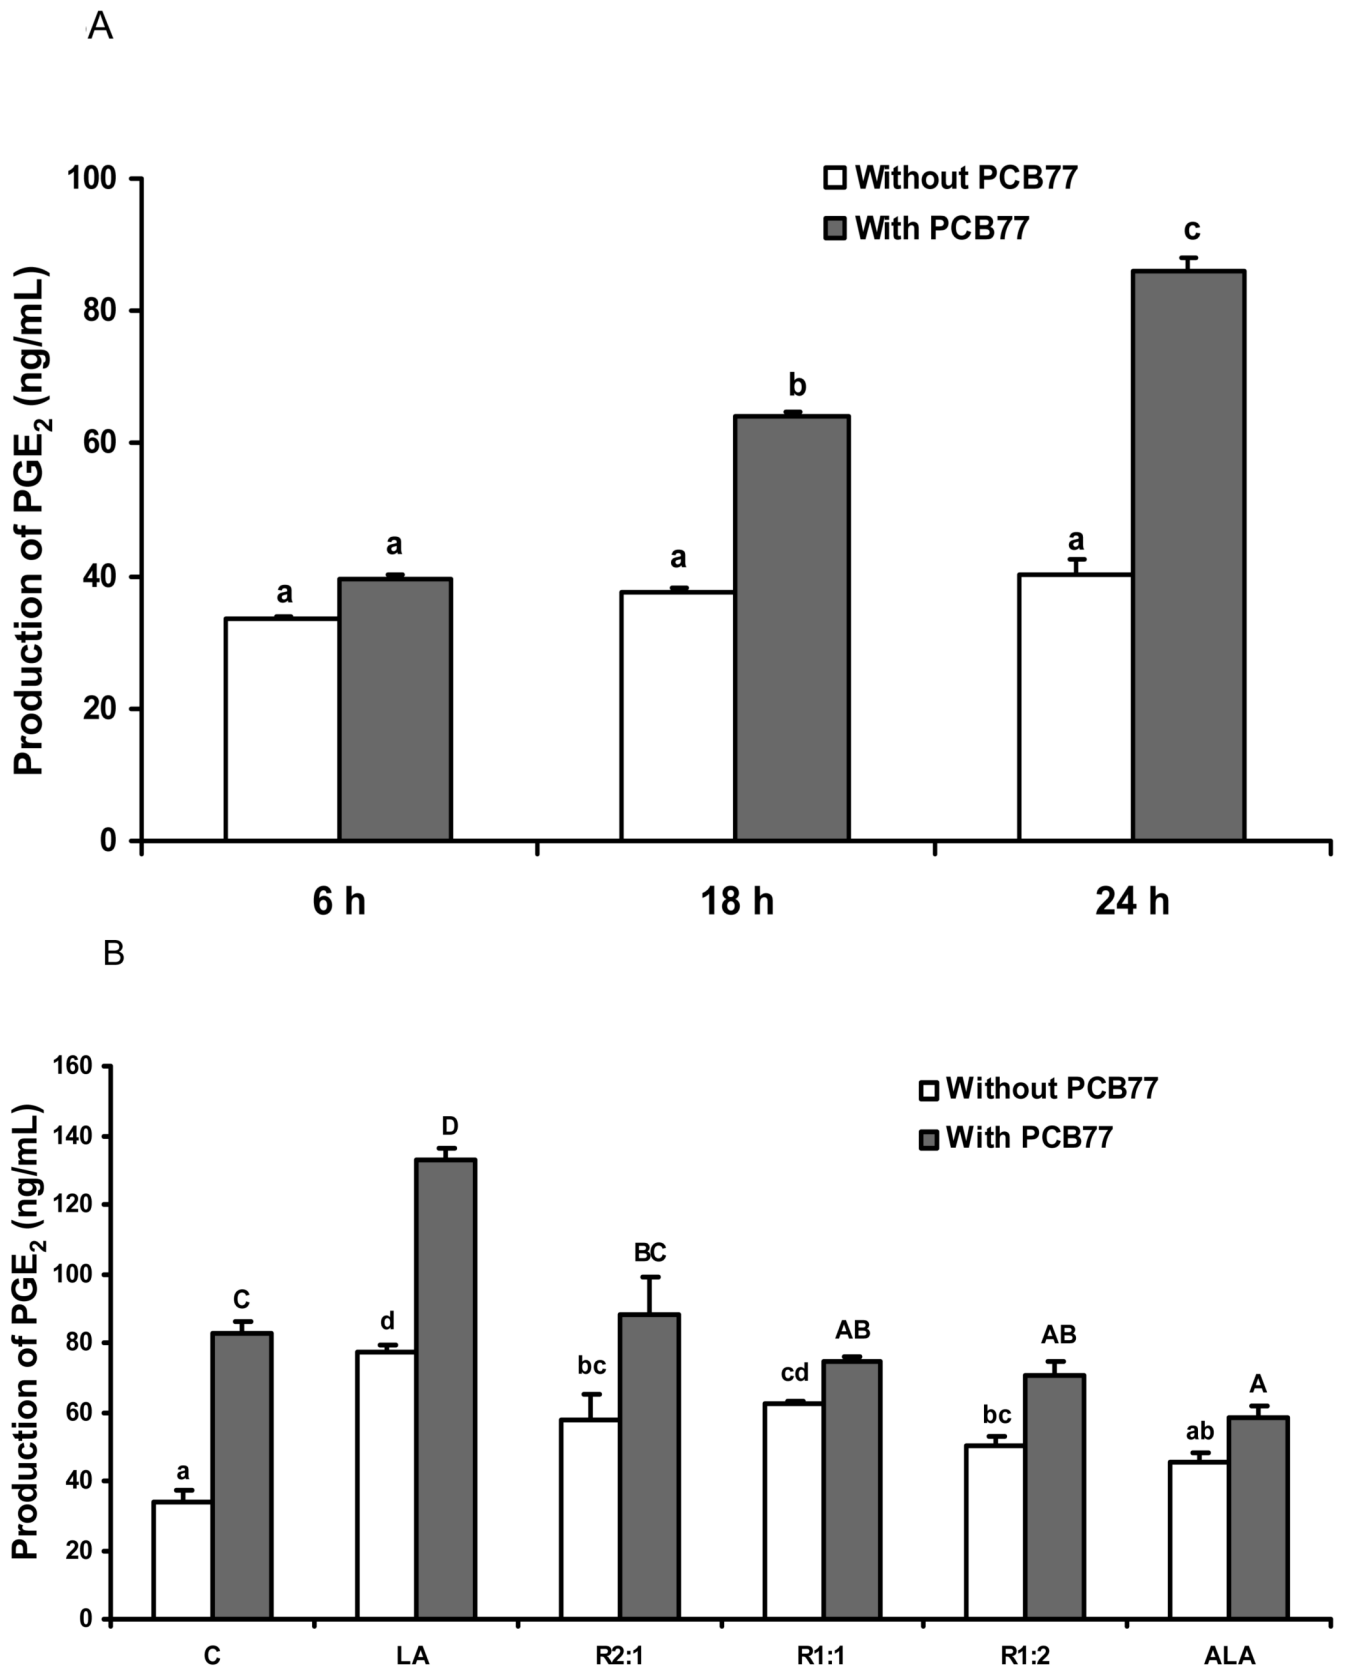 A
Without PCB77
With PCB77
Production of PGE2 (ng/mL)
100
80
60
40
20
0
a
a
a
b
a
c
6 h
18 h
24 h
B
Without PCB77
With PCB77
Production of PGE2 (ng/mL)
160
140
120
100
80
60
40
20
0
a
C
d
D
bc
BC
cd
AB
bc
AB
ab
A
C
LA
R2:1
R1:1
R1:2
ALA